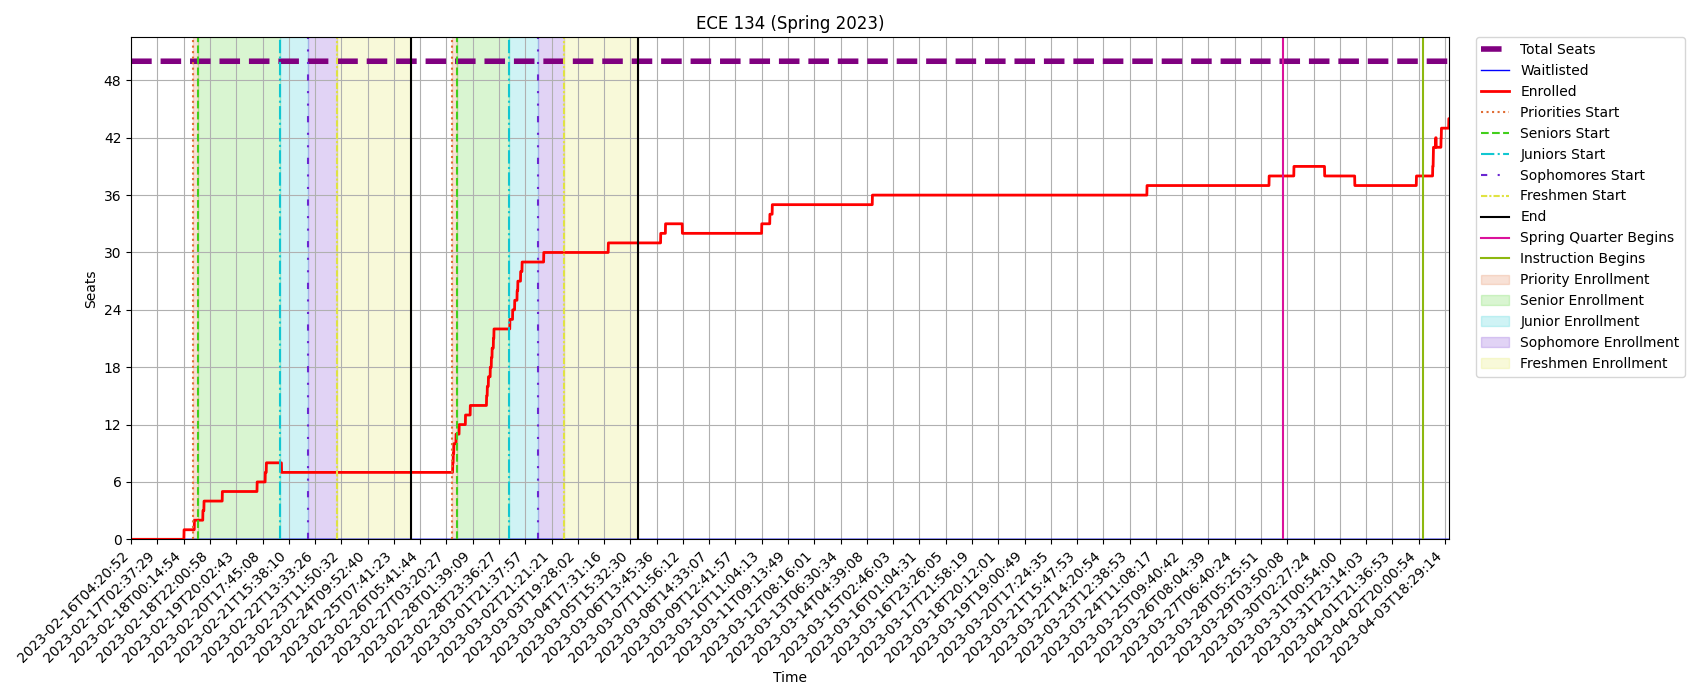 ECE 134 (Spring 2023)
Total Seats
Waitlisted
Enrolled
Priorities Start
Seniors Start
Juniors Start
Sophomores Start
Freshmen Start
End
Spring Quarter Begins
Instruction Begins
Priority Enrollment
Senior Enrollment
Junior Enrollment
Sophomore Enrollment
Freshmen Enrollment
Seats
48
42
36
30
24
18
12
6
0
2023-02-16T04:20:52
2023-02-17T02:37:29
2023-02-18T00:14:54
2023-02-18T22:00:58
2023-02-19T20:02:43
2023-02-20T17:45:08
2023-02-21T15:38:10
2023-02-22T13:33:26
2023-02-23T11:50:32
2023-02-24T09:52:40
2023-02-25T07:41:23
2023-02-26T05:41:44
2023-02-27T03:20:27
2023-02-28T01:39:09
2023-02-28T23:36:27
2023-03-01T21:37:57
2023-03-02T21:21:21
2023-03-03T19:28:02
2023-03-04T17:31:16
2023-03-05T15:32:30
2023-03-06T13:45:36
2023-03-07T11:56:12
2023-03-08T14:33:07
2023-03-09T12:41:57
2023-03-10T11:04:13
2023-03-11T09:13:49
2023-03-12T08:16:01
2023-03-13T06:30:34
2023-03-14T04:39:08
2023-03-15T02:46:03
2023-03-16T01:04:31
2023-03-16T23:26:05
2023-03-17T21:58:19
2023-03-18T20:12:01
2023-03-19T19:00:49
2023-03-20T17:24:35
2023-03-21T15:47:53
2023-03-22T14:20:54
2023-03-23T12:38:53
2023-03-24T11:08:17
2023-03-25T09:40:42
2023-03-26T08:04:39
2023-03-27T06:40:24
2023-03-28T05:25:51
2023-03-29T03:50:08
2023-03-30T02:27:24
2023-03-31T00:54:00
2023-03-31T23:14:03
2023-04-01T21:36:53
2023-04-02T20:00:54
2023-04-03T18:29:14
Time